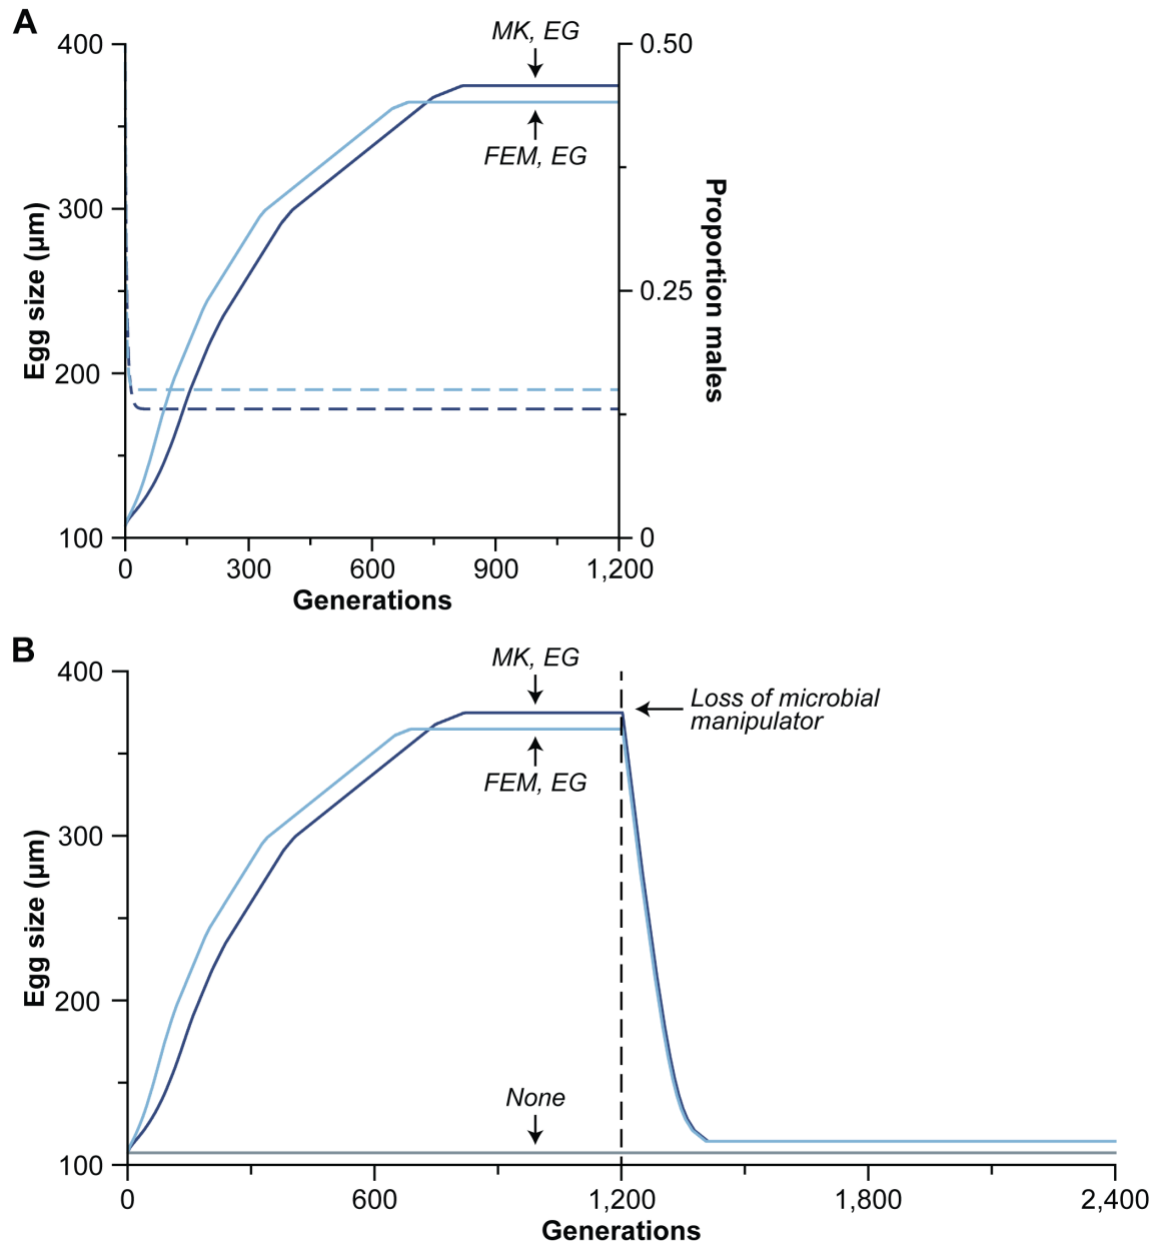 A
MK, EG
400
0.50
FEM, EG
300
Egg size (μm)
Proportion males
0.25
200
100
0
0
300
600
900
1,200
Generations
B
MK, EG
400
Loss of microbial
manipulator
FEM, EG
300
Egg size (μm)
200
None
100
0
600
1,200
1,800
2,400
Generations